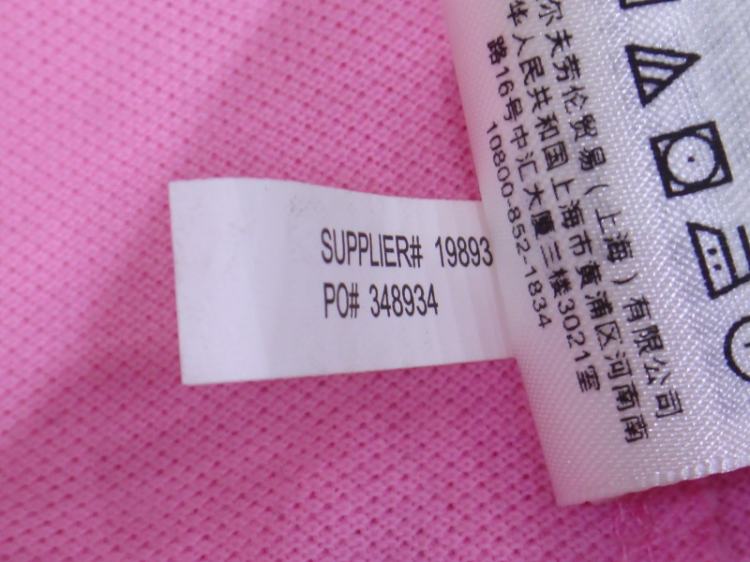 SUPPLIER# 19893
PO# 348934
尔夫劳伦贸易（上海）有限公司
华人民共和国上海市黄浦区河南南
路16号中汇大厦三楼3021室
10800-852-1834